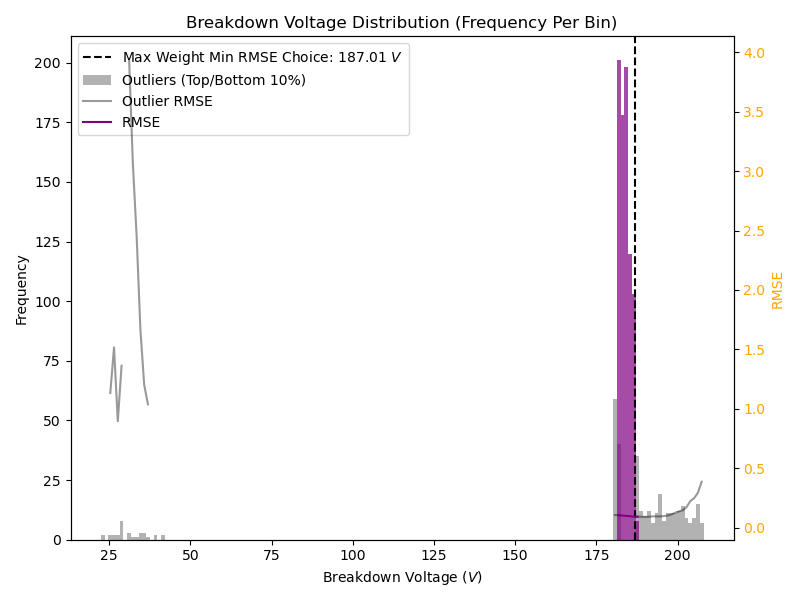 Breakdown Voltage Distribution (Frequency Per Bin)
Max Weight Min RMSE Choice: 187.01 V
Outliers (Top/Bottom 10%)
Outlier RMSE
RMSE
200
175
150
125
100
75
50
25
0
Frequency
4.0
3.5
3.0
2.5
2.0
1.5
1.0
0.5
0.0
RMSE
25 50 75 100 125 150 175 200
Breakdown Voltage (V)